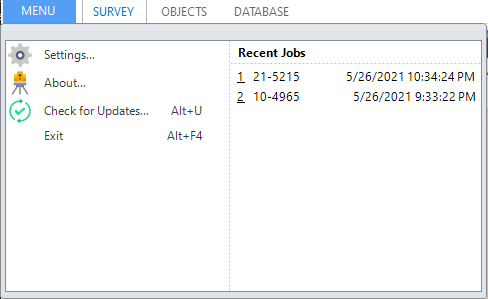 MENU SURVEY OBJECTS DATABASE
Settings...
About...
Check for Updates... Alt+U
Exit Alt+F4
Recent Jobs
1 21-5215 5/26/2021 10:34:24 PM
2 10-4965 5/26/2021 9:33:22 PM